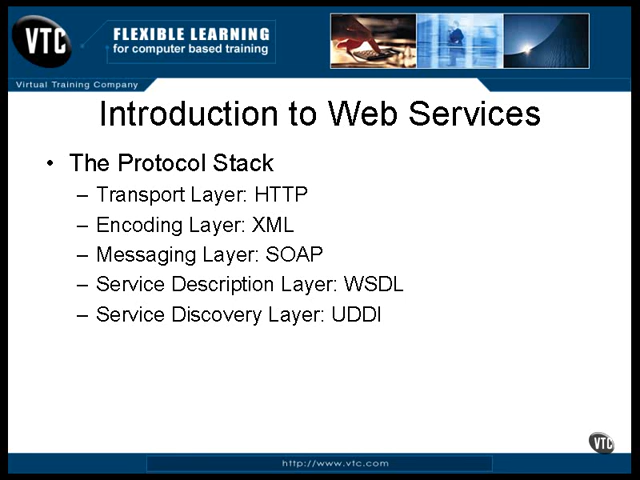 VTC
FLEXIBLE LEARNING
for computer based training
Virtual Training Company
Introduction to Web Services
• The Protocol Stack
– Transport Layer: HTTP
– Encoding Layer: XML
– Messaging Layer: SOAP
– Service Description Layer: WSDL
– Service Discovery Layer: UDDI
VTC
http://www.vtc.com